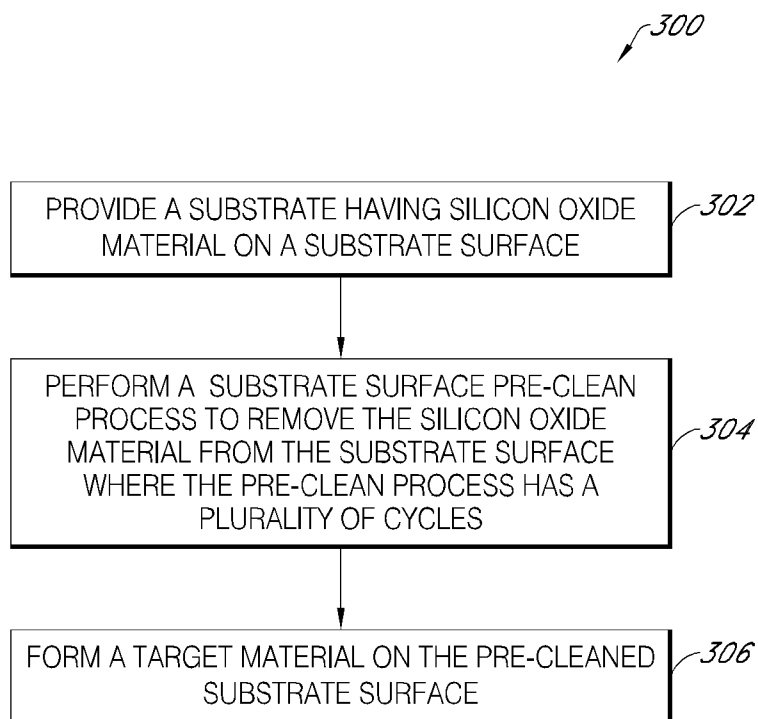 300
PROVIDE A SUBSTRATE HAVING SILICON OXIDE
MATERIAL ON A SUBSTRATE SURFACE
302
PERFORM A SUBSTRATE SURFACE PRE-CLEAN
PROCESS TO REMOVE THE SILICON OXIDE
MATERIAL FROM THE SUBSTRATE SURFACE
WHERE THE PRE-CLEAN PROCESS HAS A
PLURALITY OF CYCLES
304
FORM A TARGET MATERIAL ON THE PRE-CLEANED
SUBSTRATE SURFACE
306